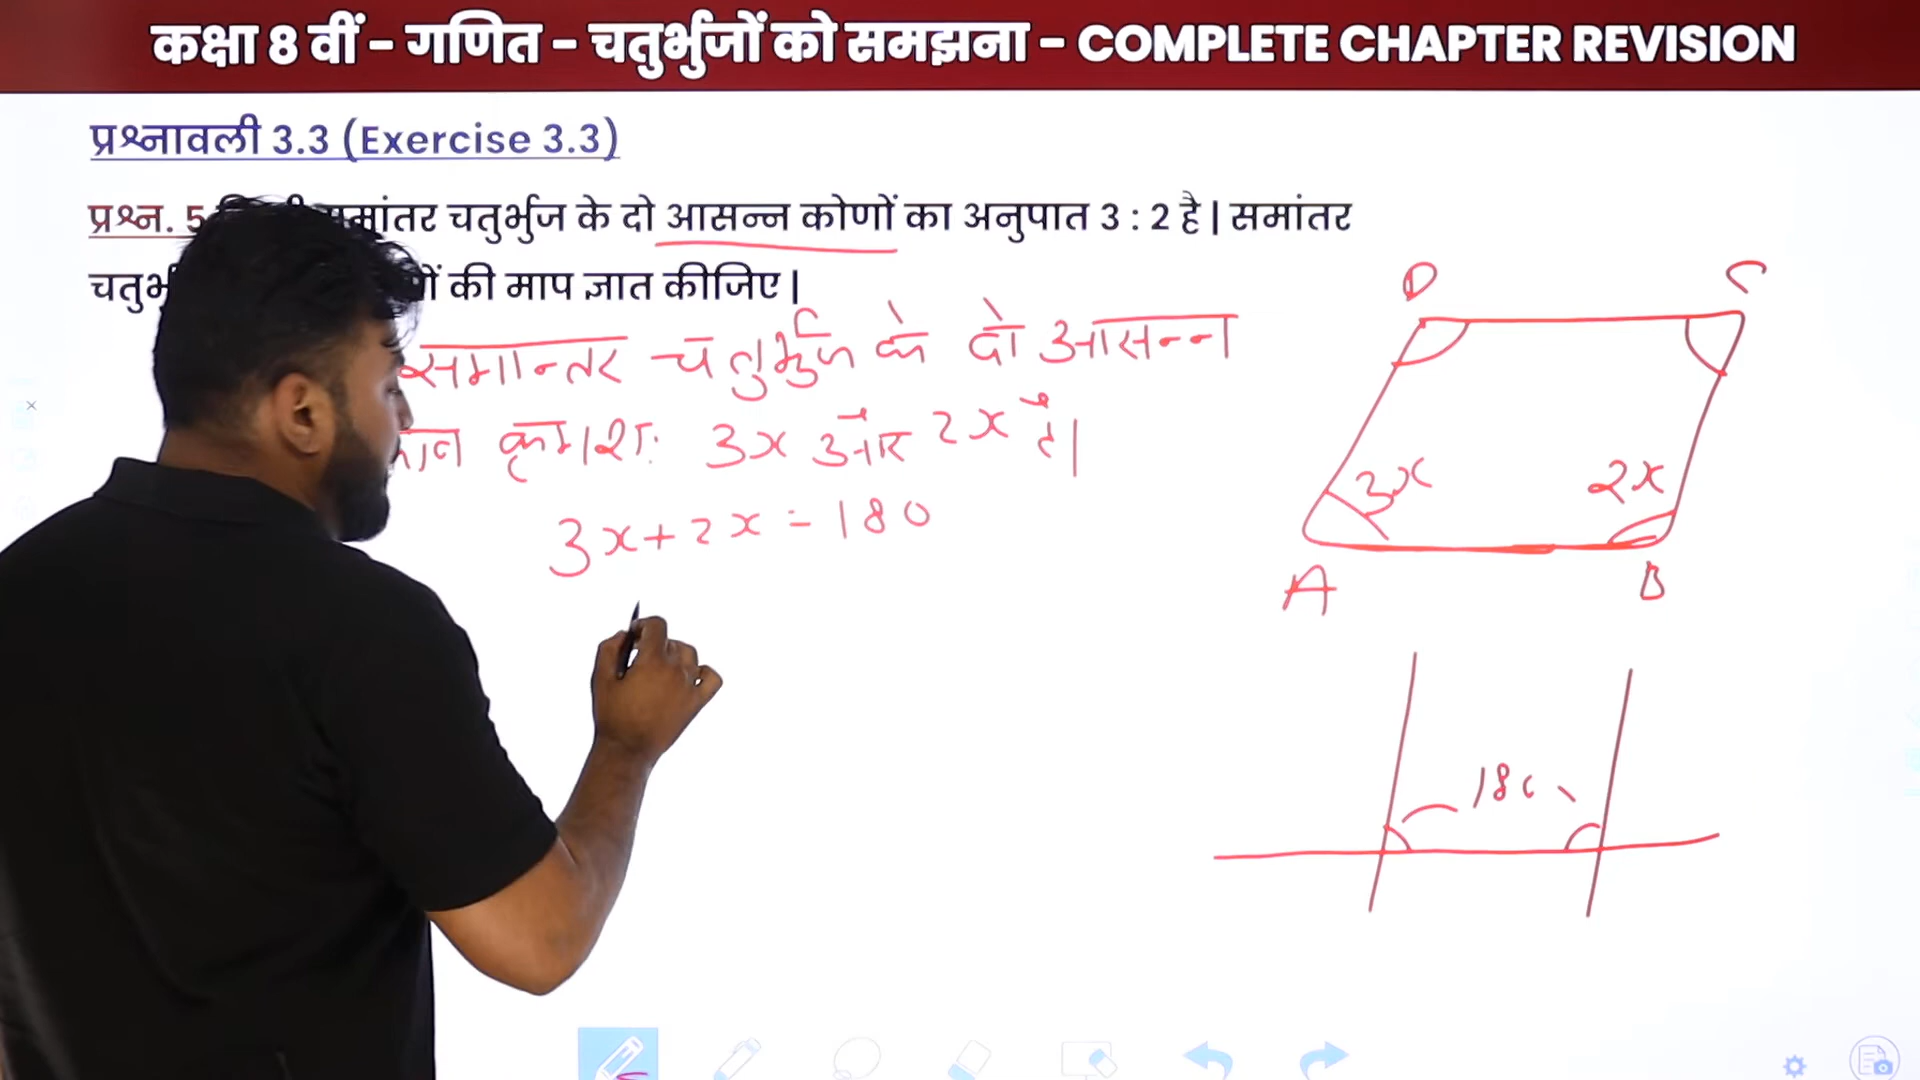 कक्षा 8 वीं - गणित - चतुर्भुजों को समझना - COMPLETE CHAPTER REVISION
प्रश्नावली 3.3 (Exercise 3.3)
प्रश्न. 5 समांतर चतुर्भुज के दो आसन्न कोणों का अनुपात 3 : 2 है | समांतर
की माप ज्ञात कीजिए |
समान्तर चतुर्भुज के दो आसन्न
क्रमशः 3x और 2x है।
3x+2x=180
D C
3x 2x
A B
180